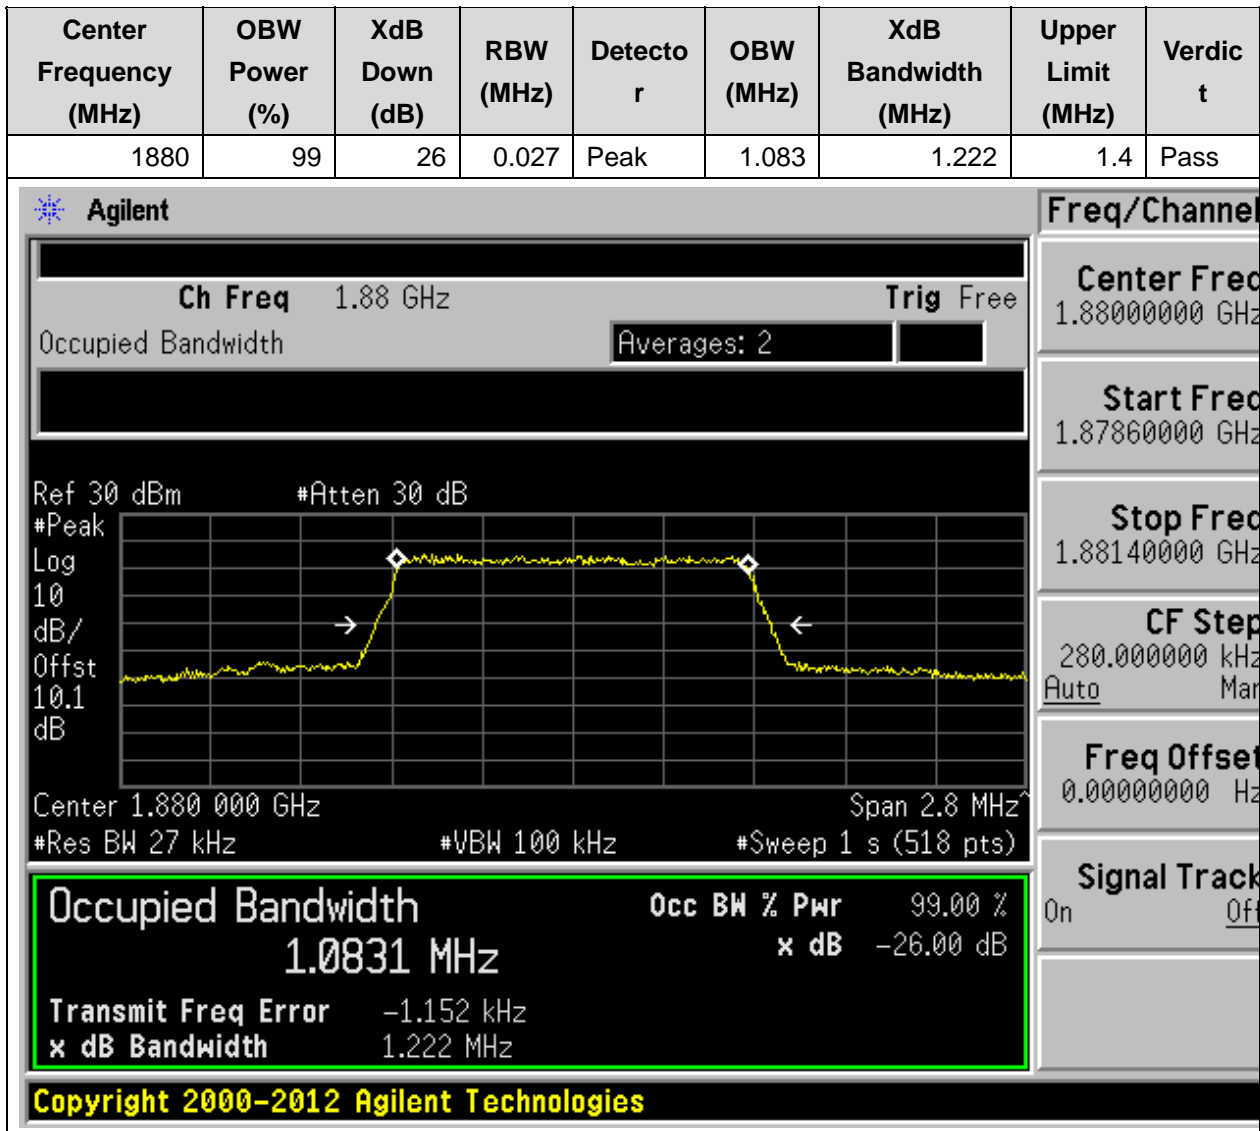 Center Frequency (MHz) OBW Power (%) XdB Down (dB) RBW (MHz) Detector OBW (MHz) XdB Bandwidth (MHz) Upper Limit (MHz) Verdict
1880 99 26 0.027 Peak 1.083 1.222 1.4 Pass
Agilent
Freq/Channel
Ch Freq 1.88 GHz Trig Free
Occupied Bandwidth Averages: 2
Center Freq
1.88000000 GHz
Start Freq
1.87860000 GHz
Stop Freq
1.88140000 GHz
CF Step
280.000000 kHz
Auto Man
Freq Offset
0.00000000 Hz
Signal Track
On Off
Ref 30 dBm #Atten 30 dB
#Peak
Log
10
dB/
Offst
10.1
dB
Center 1.880 000 GHz Span 2.8 MHz^
#Res BW 27 kHz #VBW 100 kHz #Sweep 1 s (518 pts)
Occupied Bandwidth Occ BW % Pwr 99.00 %
1.0831 MHz x dB -26.00 dB
Transmit Freq Error -1.152 kHz
x dB Bandwidth 1.222 MHz
Copyright 2000-2012 Agilent Technologies